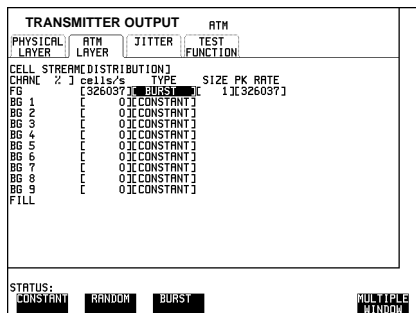 TRANSMITTER OUTPUT ATM
PHYSICAL LAYER ATM LAYER JITTER TEST FUNCTION
CELL STREAM[DISTRIBUTION]
CHAN[ % ] cells/s TYPE SIZE PK RATE
FG [326037][ BURST ][ 1][326037]
BG 1 [ 0][CONSTANT]
BG 2 [ 0][CONSTANT]
BG 3 [ 0][CONSTANT]
BG 4 [ 0][CONSTANT]
BG 5 [ 0][CONSTANT]
BG 6 [ 0][CONSTANT]
BG 7 [ 0][CONSTANT]
BG 8 [ 0][CONSTANT]
BG 9 [ 0][CONSTANT]
FILL
STATUS:
CONSTANT RANDOM BURST MULTIPLE WINDOW